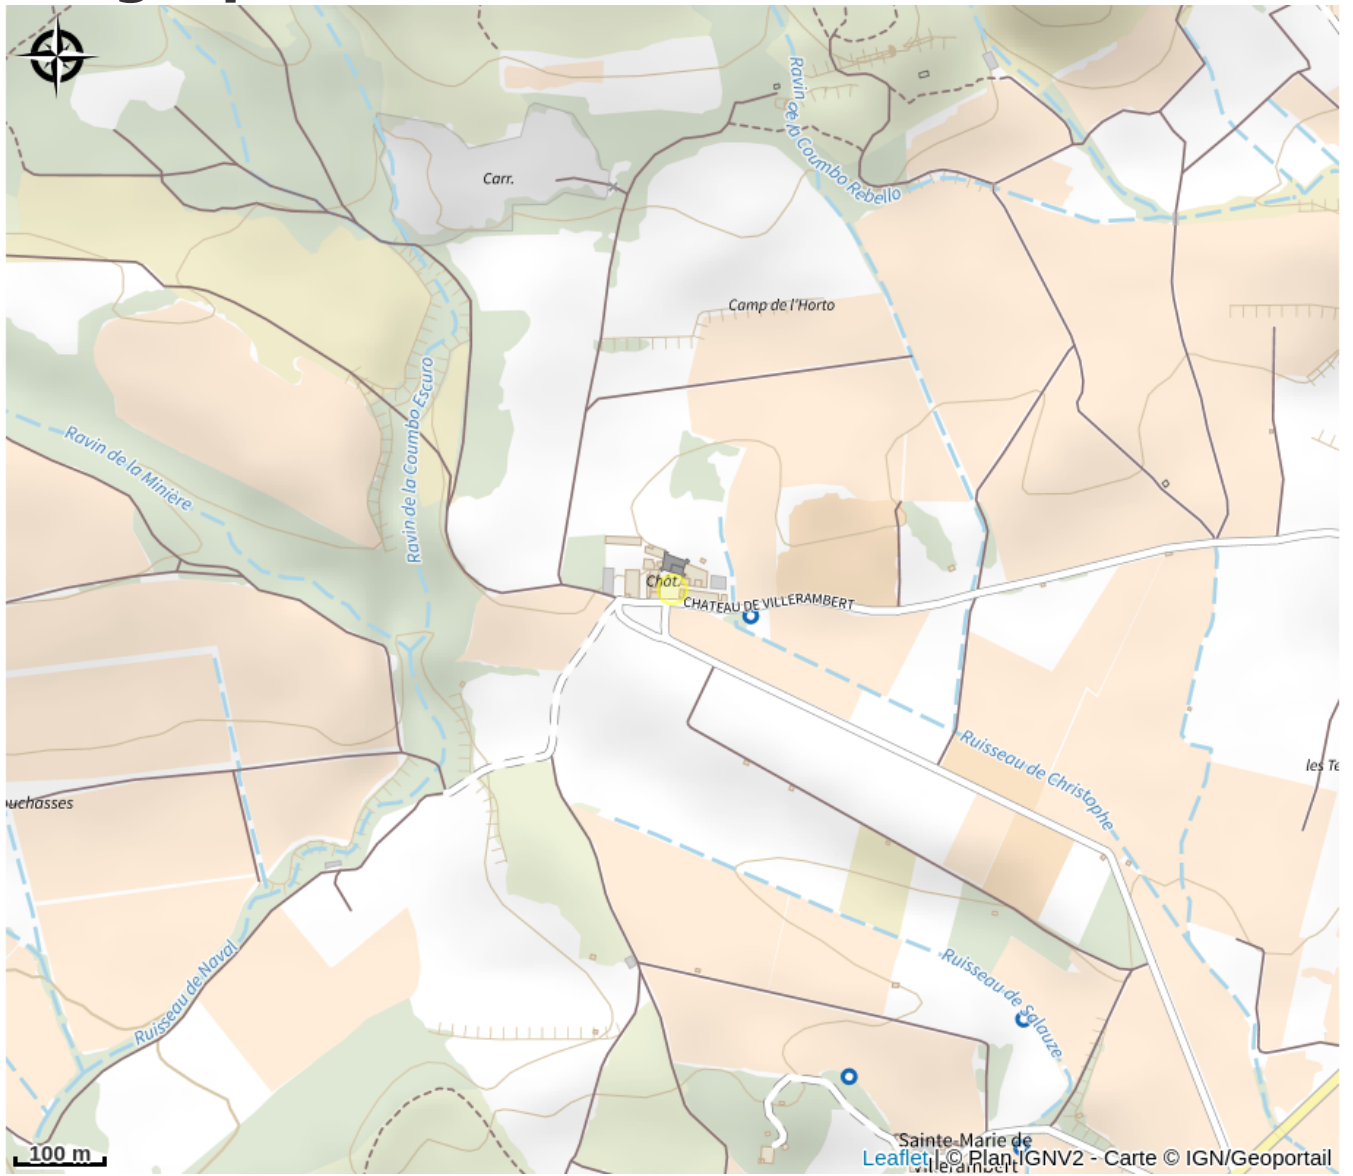 Carr.
Ravin de la Coumbo Rebello
Camp de l'Horto
Ravin de la Coumbo Escuro
Ravin de la Minière
Chât.
CHATEAU DE VILLERAMBERT
Ruisseau de Christophe
les Te
uchasses
Ruisseau de Naval
Ruisseau de Salauze
Sainte-Marie de
Villerambert
100 m
Leaflet | © Plan IGNV2 - Carte © IGN/Geoportail